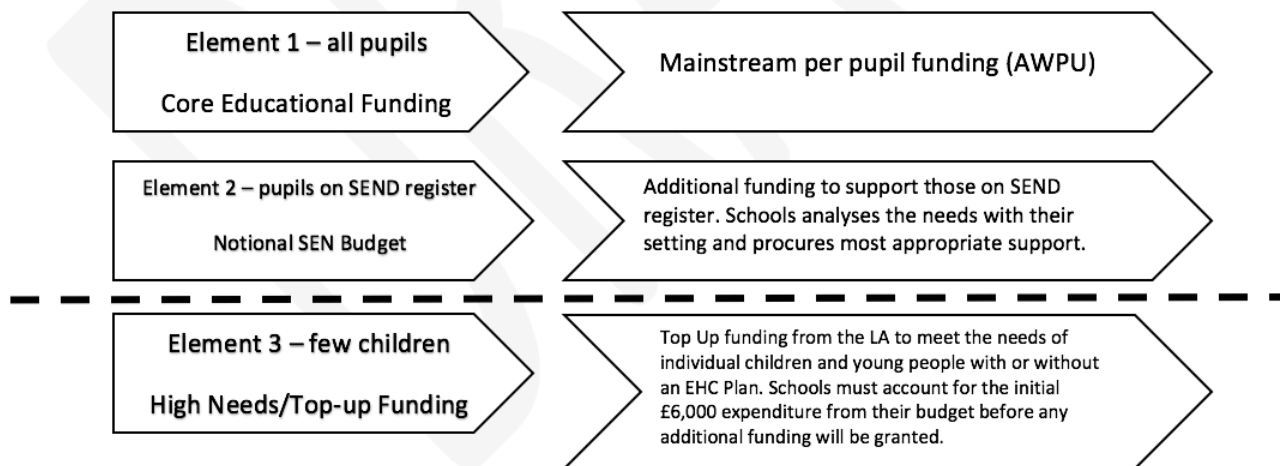 Element 1 – all pupils
Core Educational Funding
Mainstream per pupil funding (AWPU)
Element 2 – pupils on SEND register
Notional SEN Budget
Additional funding to support those on SEND
register. Schools analyses the needs with their
setting and procures most appropriate support.
Element 3 – few children
High Needs/Top-up Funding
Top Up funding from the LA to meet the needs of
individual children and young people with or without
an EHC Plan. Schools must account for the initial
£6,000 expenditure from their budget before any
additional funding will be granted.